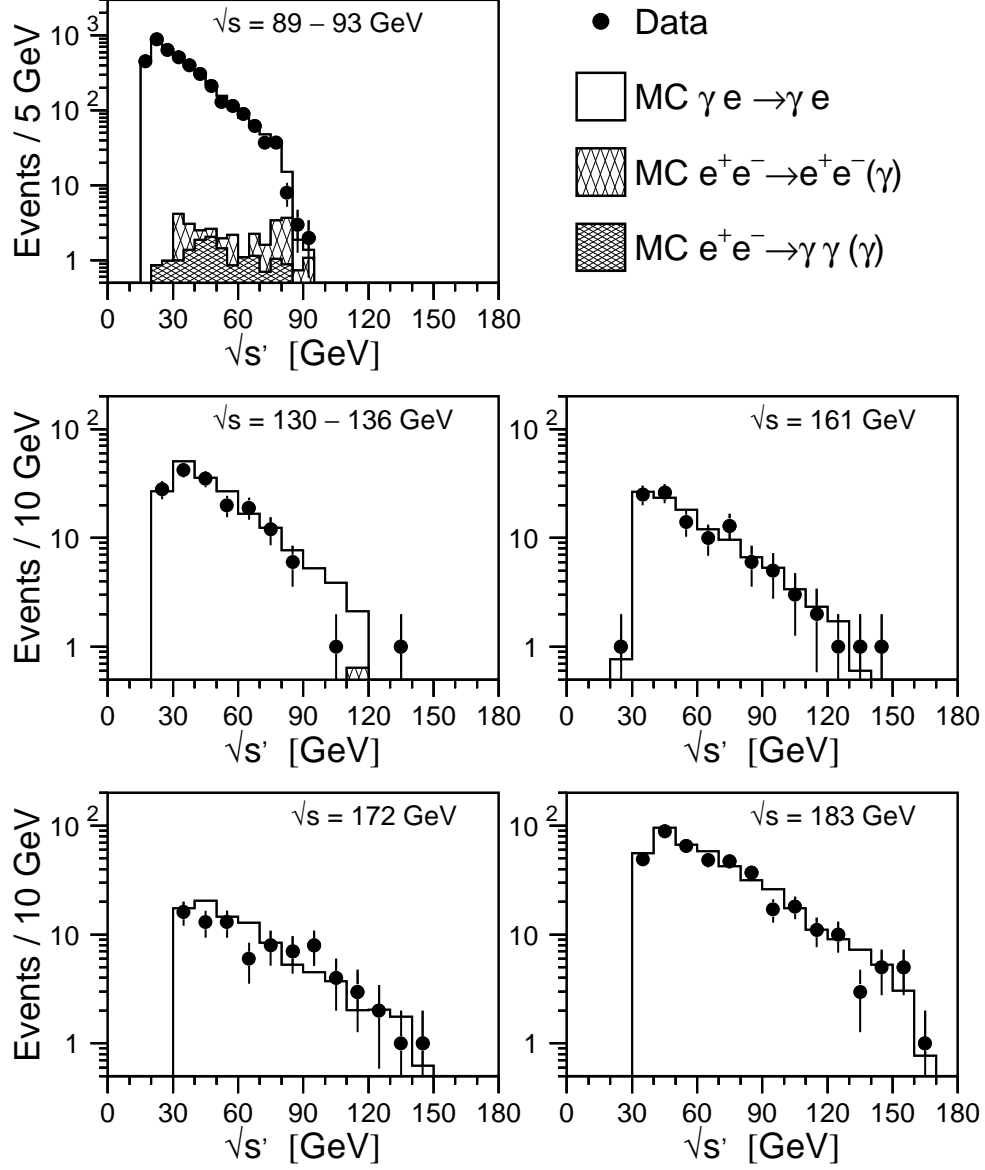 √s = 89 – 93 GeV
Events / 5 GeV
10³
10²
10
1
0 30 60 90 120 150 180
√s’ [GeV]
Data
MC γ e →γ e
MC e⁺e⁻→e⁺e⁻(γ)
MC e⁺e⁻→γ γ (γ)
√s = 130 – 136 GeV
Events / 10 GeV
10²
10
1
0 30 60 90 120 150 180
√s’ [GeV]
√s = 161 GeV
10²
10
1
0 30 60 90 120 150 180
√s’ [GeV]
√s = 172 GeV
Events / 10 GeV
10²
10
1
0 30 60 90 120 150 180
√s’ [GeV]
√s = 183 GeV
10²
10
1
0 30 60 90 120 150 180
√s’ [GeV]